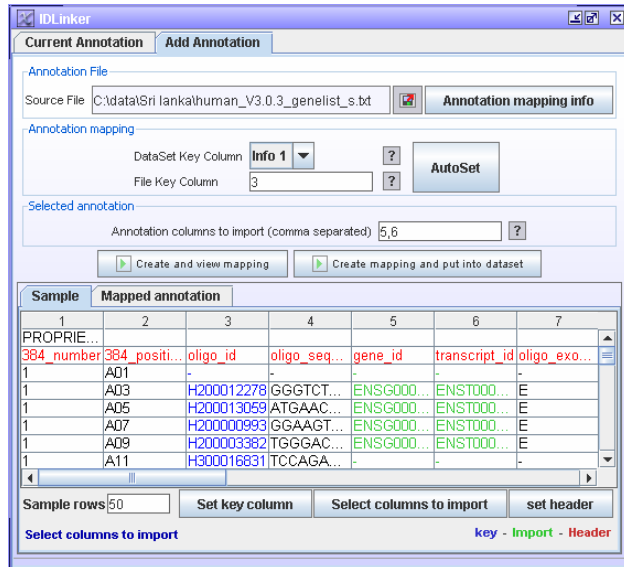 IDLinker
Current Annotation Add Annotation
Annotation File
Source File C:\data\Sri lanka\human_V3.0.3_genelist_s.txt Annotation mapping info
Annotation mapping
DataSet Key Column Info 1 ?
File Key Column 3 ?
AutoSet
Selected annotation
Annotation columns to import (comma separated) 5,6 ?
Create and view mapping Create mapping and put into dataset
Sample Mapped annotation
1 2 3 4 5 6 7
PROPRIE...
384_number 384_positi... oligo_id oligo_seq... gene_id transcript_id oligo_exo...
1 A01 - - - - -
1 A03 H200012278 GGGTCT... ENSG000... ENST000... E
1 A05 H200013059 ATGAAC... ENSG000... ENST000... E
1 A07 H200000993 GGAAGT... ENSG000... ENST000... E
1 A09 H200003382 TGGGAC... ENSG000... ENST000... E
1 A11 H300016831 TCCAGA... - - -
Sample rows 50 Set key column Select columns to import set header
Select columns to import key - Import - Header